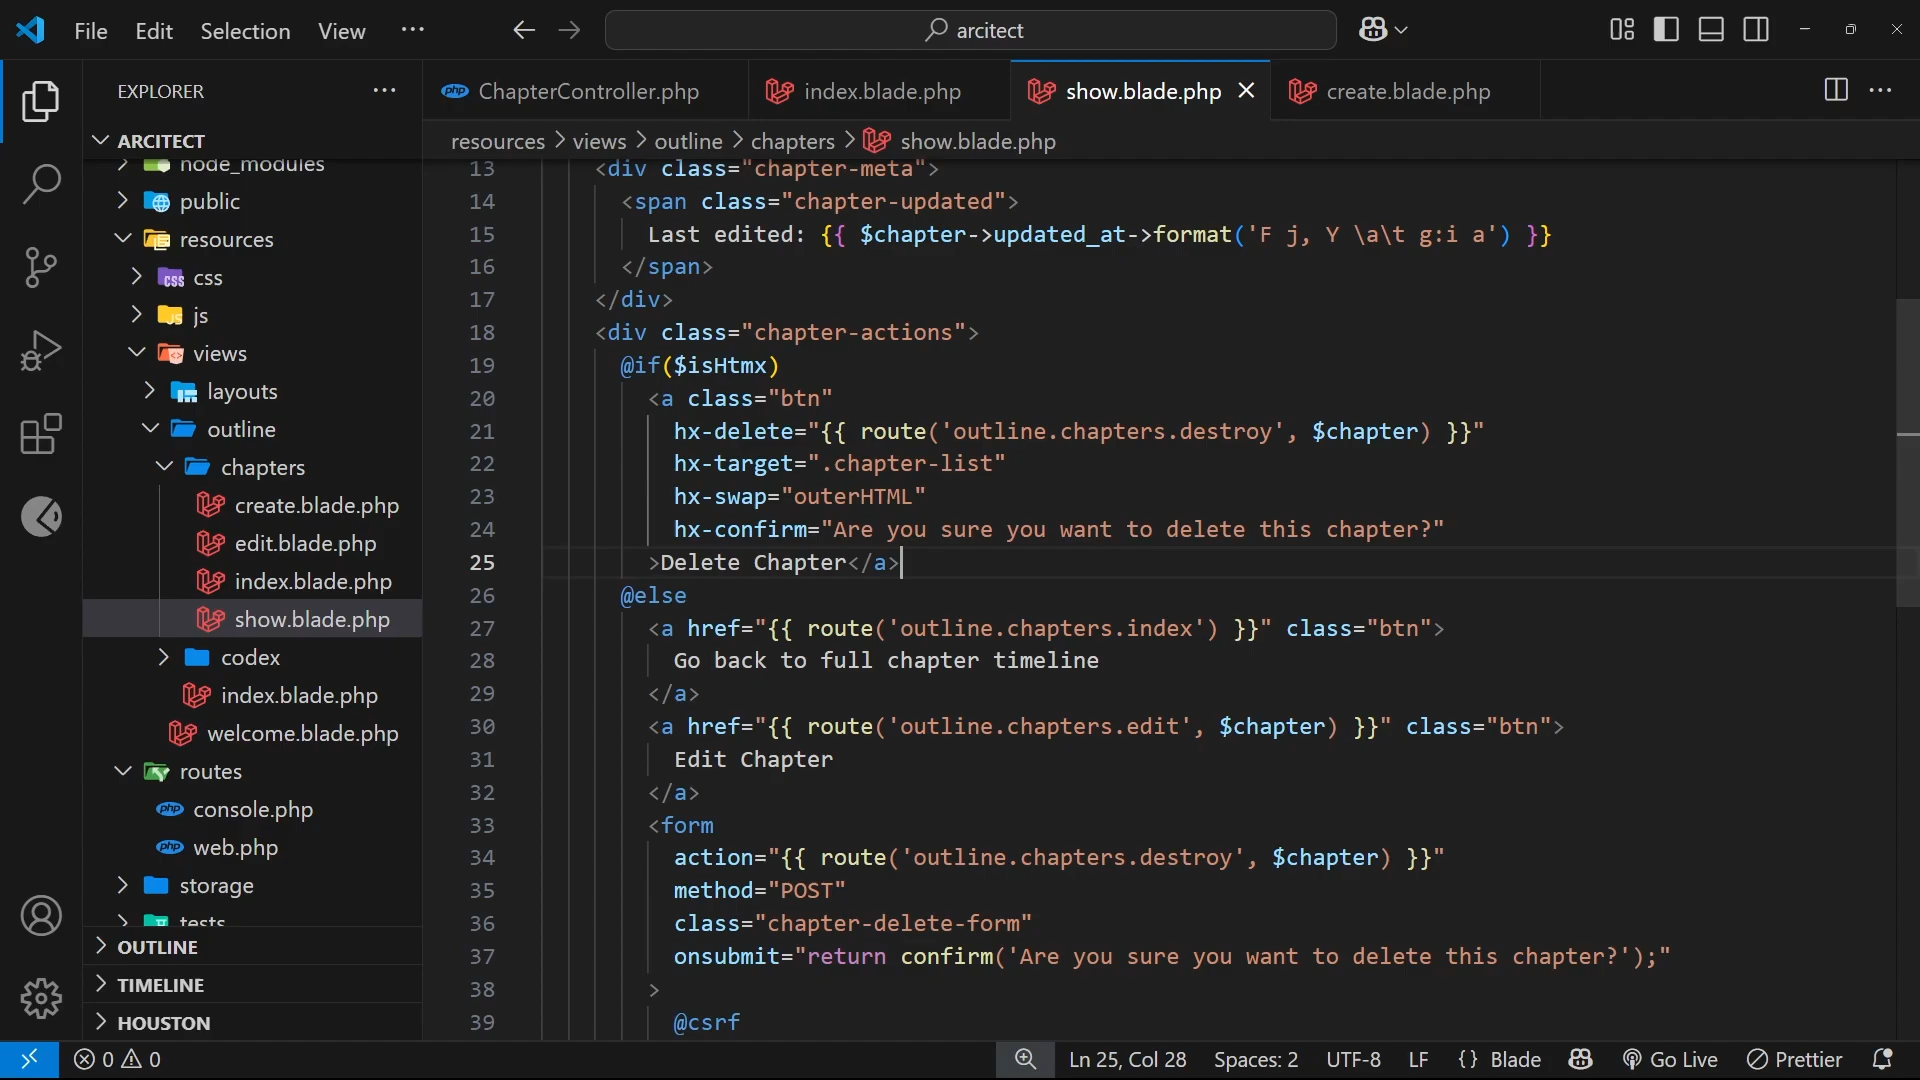 File Edit Selection View ··· arcitect
EXPLORER ···
ARCITECT
node_modules
public
resources
css
js
views
layouts
outline
chapters
create.blade.php
edit.blade.php
index.blade.php
show.blade.php
codex
index.blade.php
welcome.blade.php
routes
console.php
web.php
storage
tests
OUTLINE
TIMELINE
HOUSTON
ChapterController.php index.blade.php show.blade.php create.blade.php
resources > views > outline > chapters > show.blade.php
13 <div class="chapter-meta">
14 <span class="chapter-updated">
15 Last edited: {{ $chapter->updated_at->format('F j, Y \a\t g:i a') }}
16 </span>
17 </div>
18 <div class="chapter-actions">
19 @if($isHtmx)
20 <a class="btn"
21 hx-delete="{{ route('outline.chapters.destroy', $chapter) }}"
22 hx-target=".chapter-list"
23 hx-swap="outerHTML"
24 hx-confirm="Are you sure you want to delete this chapter?"
25 >Delete Chapter</a>
26 @else
27 <a href="{{ route('outline.chapters.index') }}" class="btn">
28 Go back to full chapter timeline
29 </a>
30 <a href="{{ route('outline.chapters.edit', $chapter) }}" class="btn">
31 Edit Chapter
32 </a>
33 <form
34 action="{{ route('outline.chapters.destroy', $chapter) }}"
35 method="POST"
36 class="chapter-delete-form"
37 onsubmit="return confirm('Are you sure you want to delete this chapter?');"
38 >
39 @csrf
0 0 Ln 25, Col 28 Spaces: 2 UTF-8 LF {} Blade Go Live Prettier